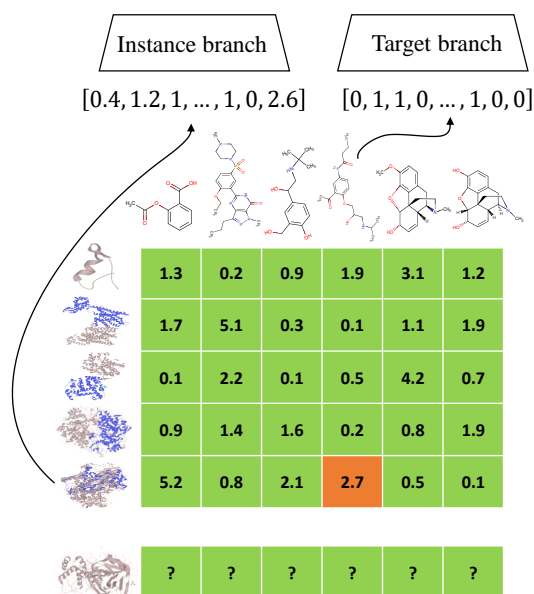 Instance branch
Target branch
[0.4, 1.2, 1, …, 1, 0, 2.6]
[0, 1, 1, 0, …, 1, 0, 0]
1.3 0.2 0.9 1.9 3.1 1.2
1.7 5.1 0.3 0.1 1.1 1.9
0.1 2.2 0.1 0.5 4.2 0.7
0.9 1.4 1.6 0.2 0.8 1.9
5.2 0.8 2.1 2.7 0.5 0.1
? ? ? ? ? ?